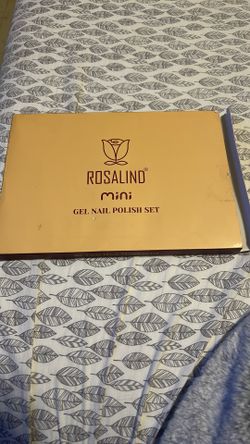 ROSALIND®
mini
GEL NAIL POLISH SET